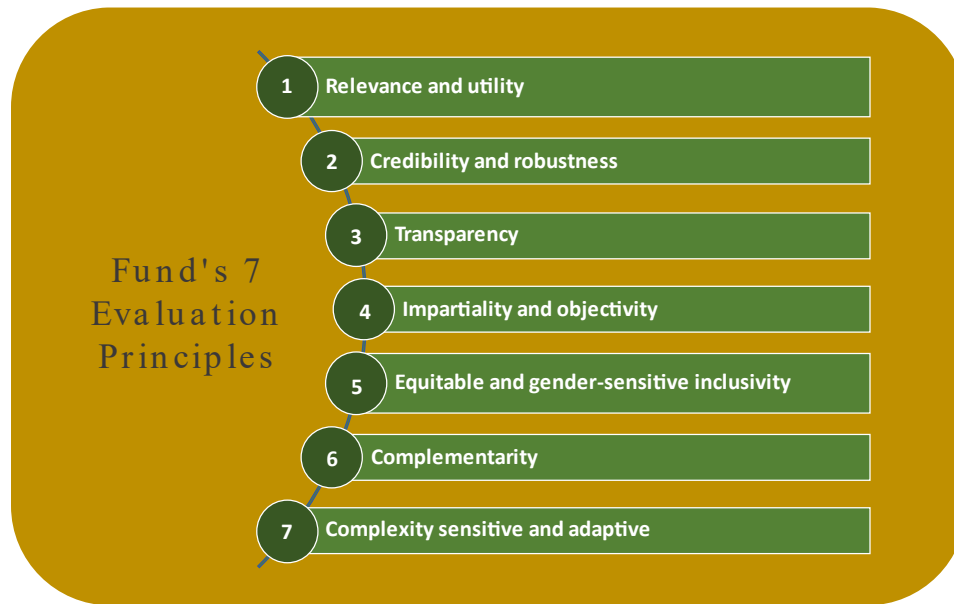 Fund's 7
Evaluation
Principles
1 Relevance and utility
2 Credibility and robustness
3 Transparency
4 Impartiality and objectivity
5 Equitable and gender-sensitive inclusivity
6 Complementarity
7 Complexity sensitive and adaptive